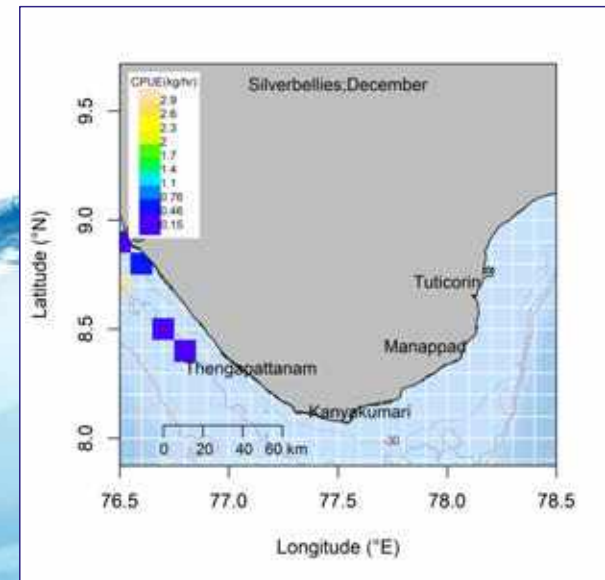 CPUE(kg/hr)
2.9
2.6
2.3
2
1.7
1.4
1.1
0.76
0.46
0.15
Silverbellies;December
9.5
9.0
8.5
8.0
Latitude (°N)
Tuticorin
Manappad
Thengapattanam
Kanyakumari
-30
0 20 40 60 km
76.5 77.0 77.5 78.0 78.5
Longitude (°E)